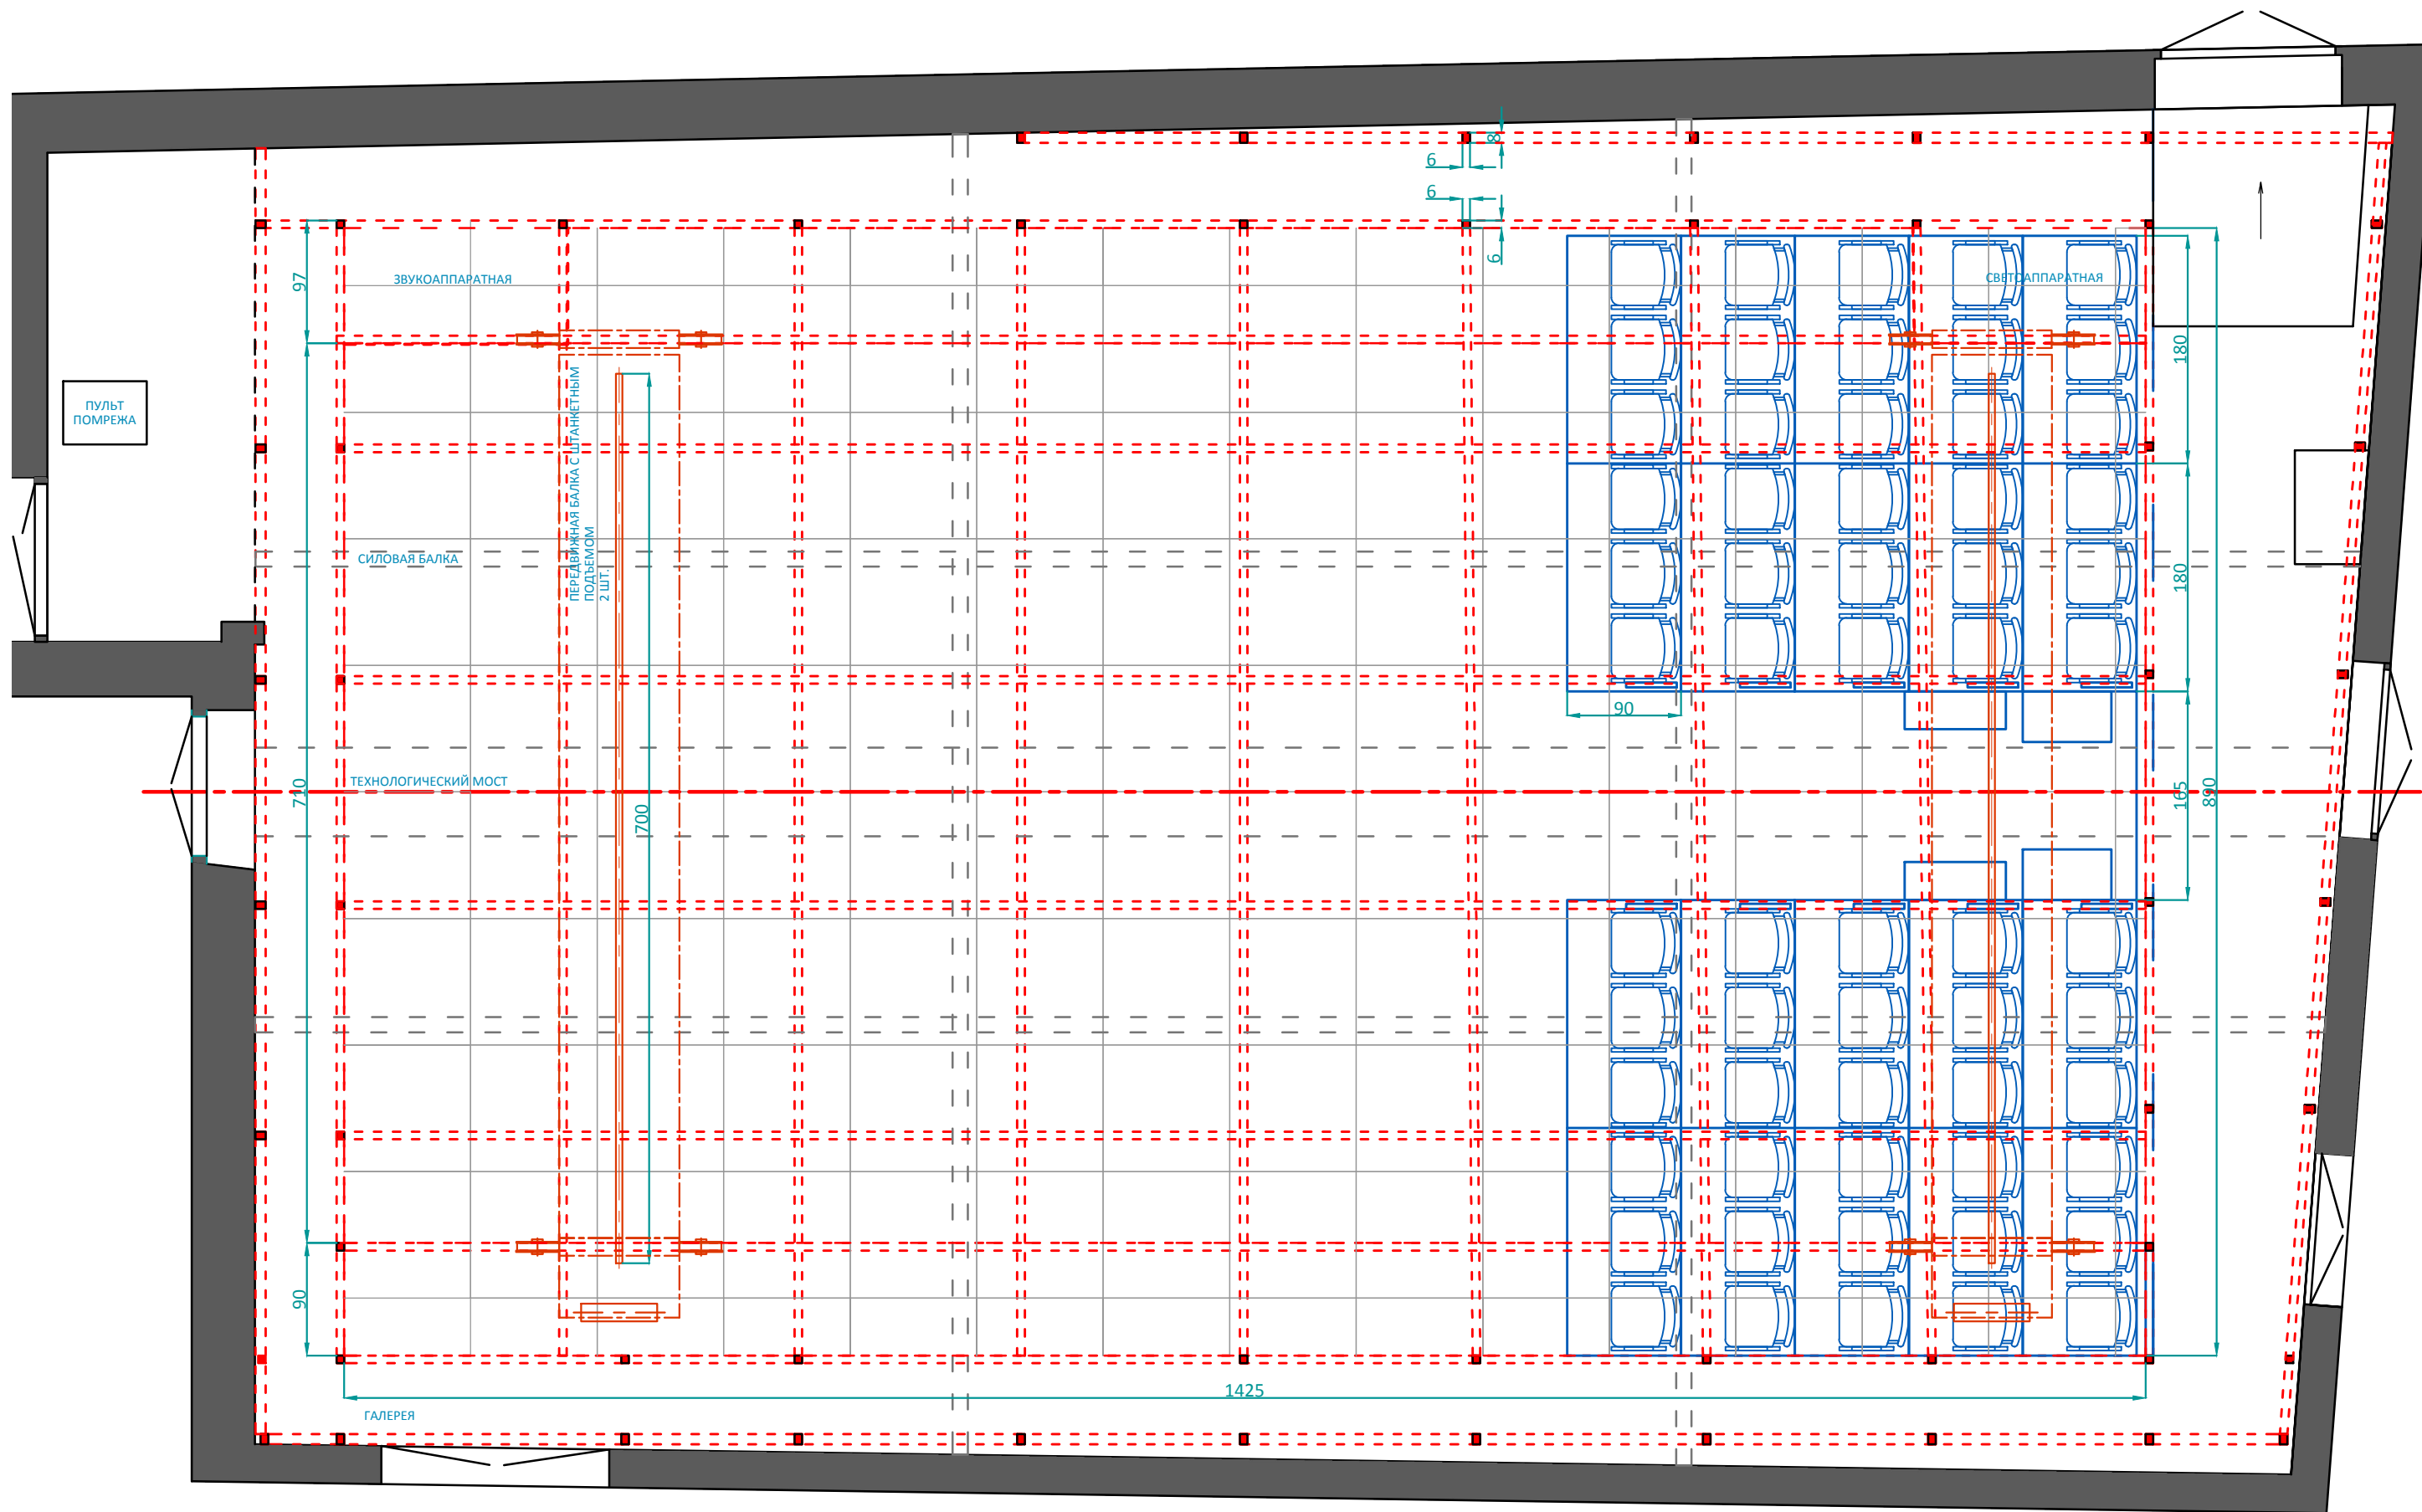 8
6
6
6
97
ЗВУКОАППАРАТНАЯ
СВЕТОАППАРАТНАЯ
180
ПУЛЬТ
ПОМРЕЖА
ПЕРЕДВИЖНАЯ БАЛКА С ШТАНКЕТНЫМ
ПОДЪЕМОМ
2 ШТ.
СИЛОВАЯ БАЛКА
180
90
ТЕХНОЛОГИЧЕСКИЙ МОСТ
710
700
165
890
90
1425
ГАЛЕРЕЯ